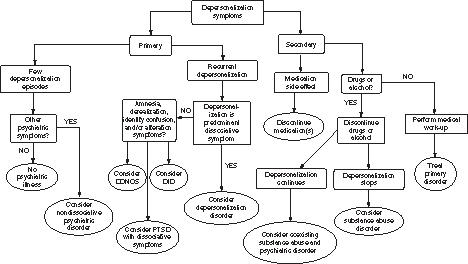 Depersonalization
symptoms
Primary
Secondary
Few
depersonalization
episodes
Recurrent
depersonalization
Medication
side effect
Drugs or
alcohol?
NO
YES
Other
psychiatric
symptoms?
YES
NO
Amnesia,
derealization,
identity confusion,
and/or alteration
symptoms?
NO
Depersonal-
ization is
predominant
dissociative
symptom
YES
Discontinue
medication(s)
Discontinue
drugs or
alcohol
Perform medical
work-up
No
psychiatric
illness
Consider
DDNOS
Consider
DID
Depersonalization
continues
Depersonalization
stops
Treat
primary
disorder
Consider
nondissociative
psychiatric
disorder
Consider PTSD
with dissociative
symptoms
Consider
depersonalization
disorder
Consider coexisting
substance abuse and
psychiatric disorder
Consider
substance abuse
disorder